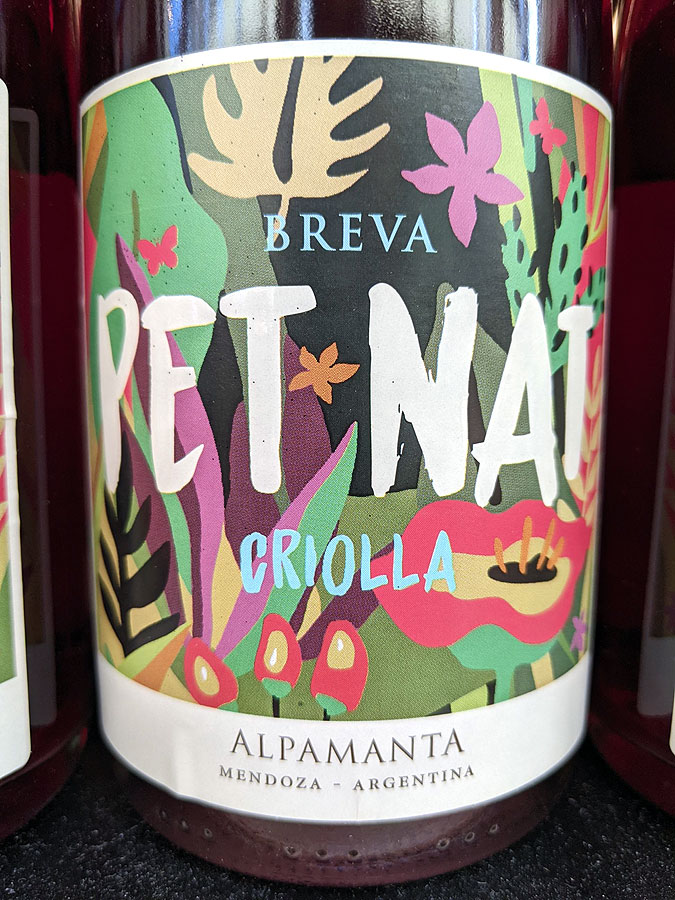 BREVA
PET NAT
CRIOLLA
ALPAMANTA
MENDOZA - ARGENTINA